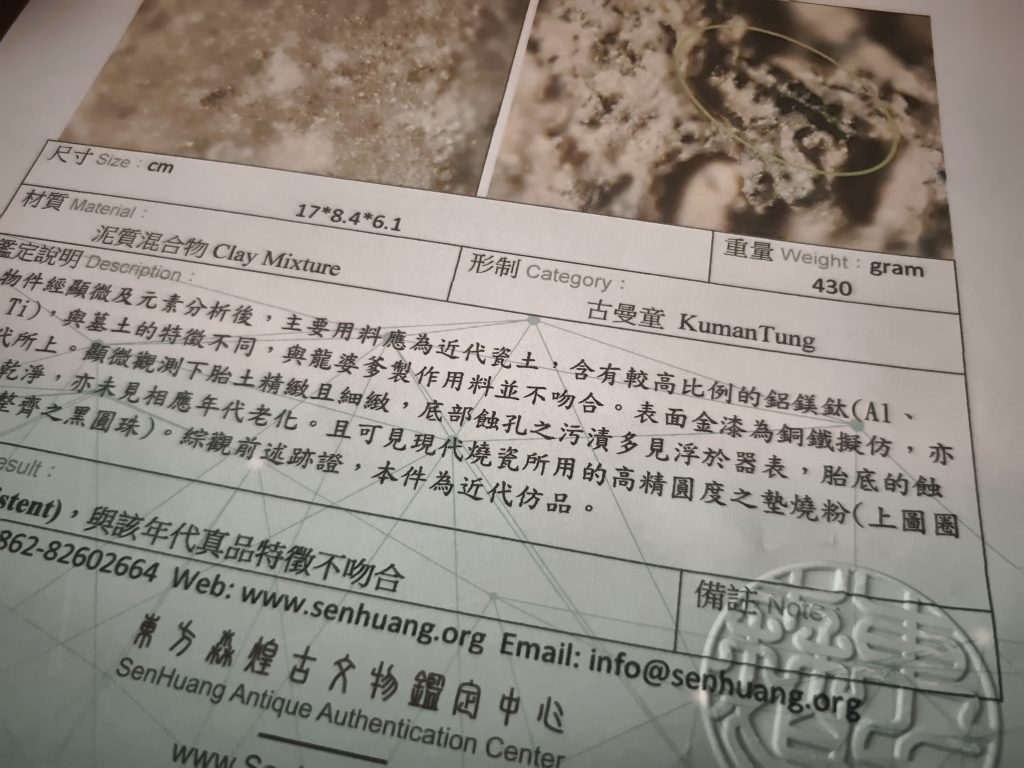 尺寸 Size：cm
17*8.4*6.1
重量 Weight：gram
430
材質 Material：
泥質混合物 Clay Mixture
形制 Category：
古曼童 KumanTung
鑑定說明 Description：
物件經顯微及元素分析後，主要用料應為近代瓷土，含有較高比例的鋁鎂鈦(Al、
Ti)，與墓土的特徵不同，與龍婆爹製作用料並不吻合。表面金漆為銅鐵擬仿，亦
代所上。顯微觀測下胎土精緻且細緻，底部蝕孔之污漬多見浮於器表，胎底的蝕
乾淨，亦未見相應年代老化。且可見現代燒瓷所用的高精圓度之墊燒粉(上圖圈
整齊之黑圓珠)。綜觀前述跡證，本件為近代仿品。
esult：
istent)，與該年代真品特徵不吻合
備註 Note：
862-82602664 Web: www.senhuang.org Email: info@senhuang.org
東方森煌古文物鑑定中心
SenHuang Antique Authentication Center